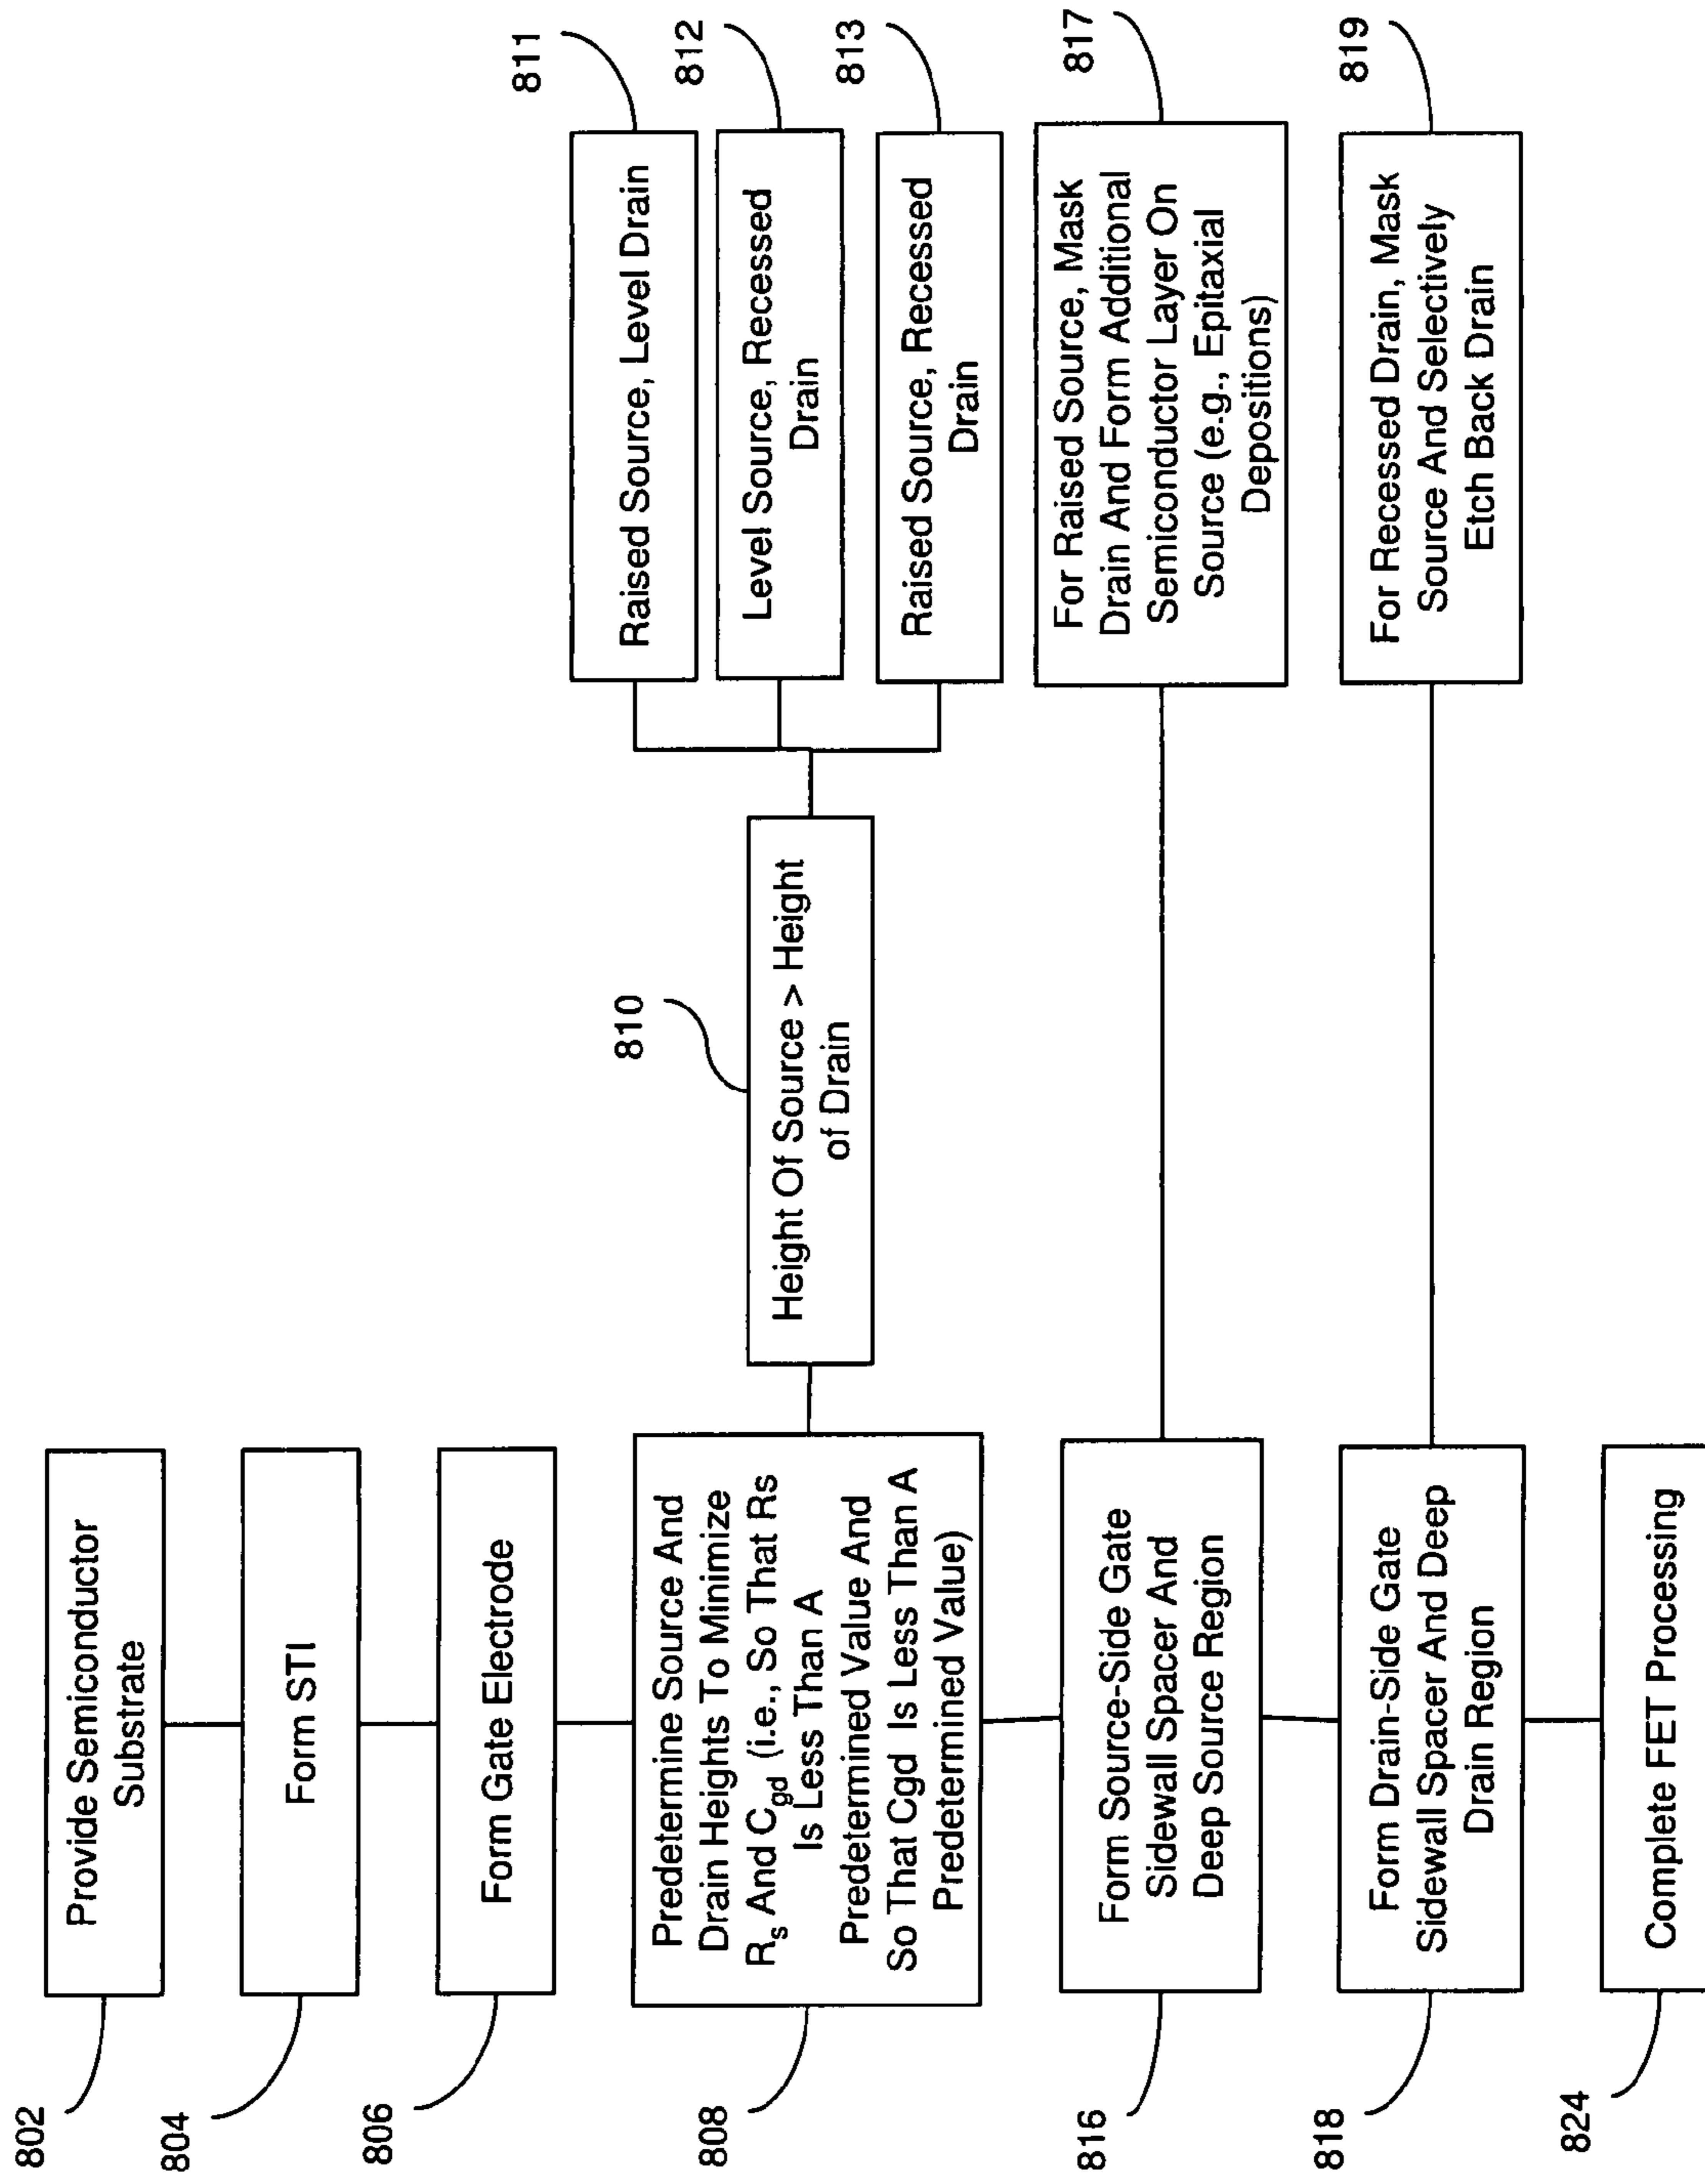 802
Provide Semiconductor
Substrate
804
Form STI
806
Form Gate Electrode
808
Predetermine Source And
Drain Heights To Minimize
Rs And Cgd (i.e., So That Rs
Is Less Than A
Predetermined Value And
So That Cgd Is Less Than A
Predetermined Value)
810
Height Of Source > Height
of Drain
811
Raised Source, Level Drain
812
Level Source, Recessed
Drain
813
Raised Source, Recessed
Drain
816
Form Source-Side Gate
Sidewall Spacer And
Deep Source Region
817
For Raised Source, Mask
Drain And Form Additional
Semiconductor Layer On
Source (e.g., Epitaxial
Depositions)
818
Form Drain-Side Gate
Sidewall Spacer And Deep
Drain Region
819
For Recessed Drain, Mask
Source And Selectively
Etch Back Drain
824
Complete FET Processing